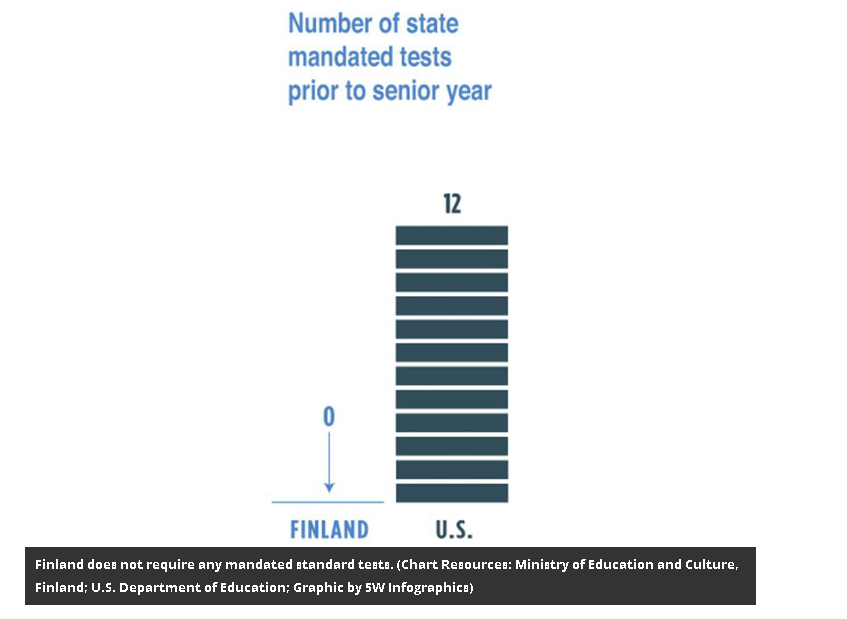 Number of state
mandated tests
prior to senior year
12
0
FINLAND
U.S.
Finland does not require any mandated standard tests. (Chart Resources: Ministry of Education and Culture,
Finland; U.S. Department of Education; Graphic by 5W Infographics)